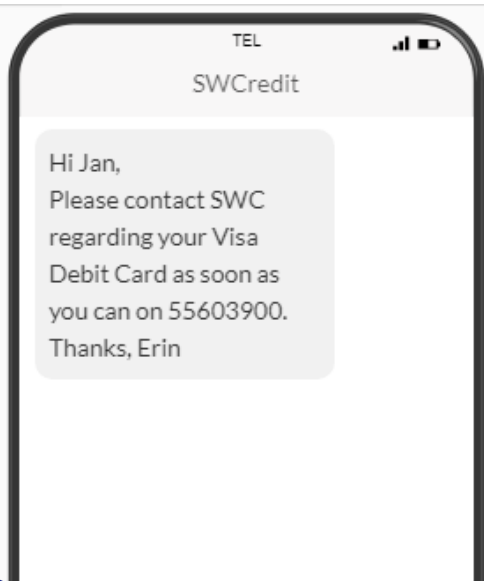 TEL
SWCredit
Hi Jan,
Please contact SWC
regarding your Visa
Debit Card as soon as
you can on 55603900.
Thanks, Erin